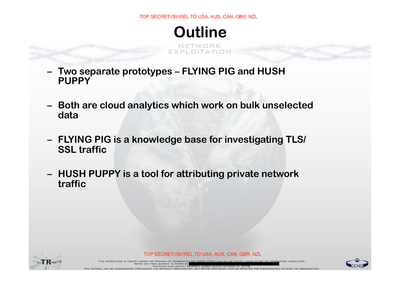 TOP SECRET//SI//REL TO USA, AUS, CAN, GBR, NZL
Outline
NETWORK
EXPLOITATION
– Two separate prototypes – FLYING PIG and HUSH
PUPPY
– Both are cloud analytics which work on bulk unselected
data
– FLYING PIG is a knowledge base for investigating TLS/
SSL traffic
– HUSH PUPPY is a tool for attributing private network
traffic
TOP SECRET//SI//REL TO USA, AUS, CAN, GBR, NZL
TR
GCHQ